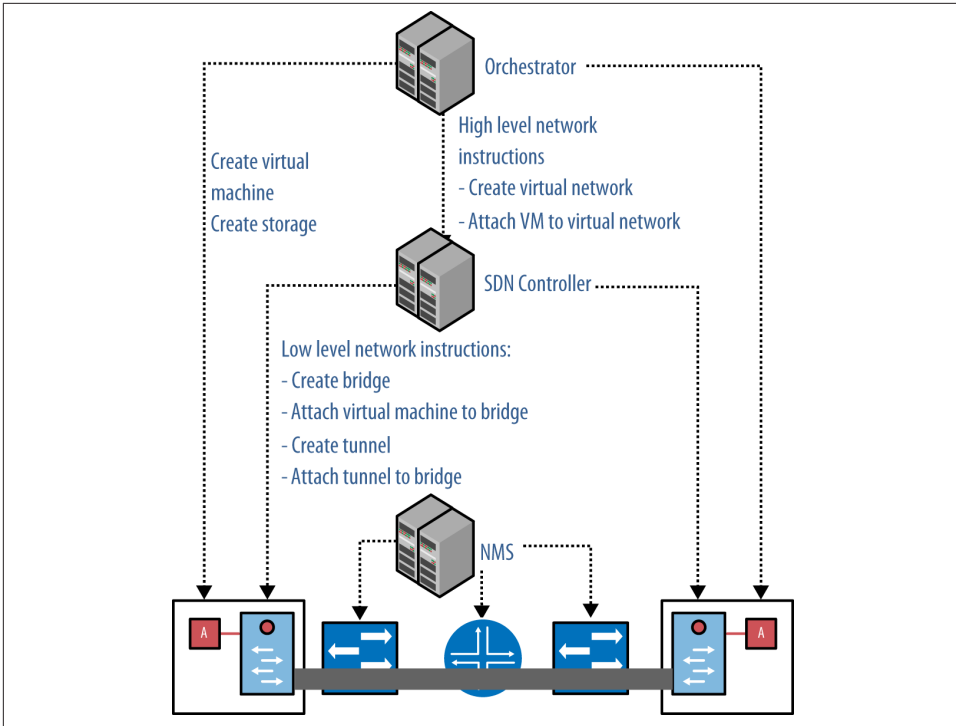 Orchestrator
High level network
instructions
- Create virtual network
- Attach VM to virtual network
Create virtual
machine
Create storage
SDN Controller
Low level network instructions:
- Create bridge
- Attach virtual machine to bridge
- Create tunnel
- Attach tunnel to bridge
NMS
A
A